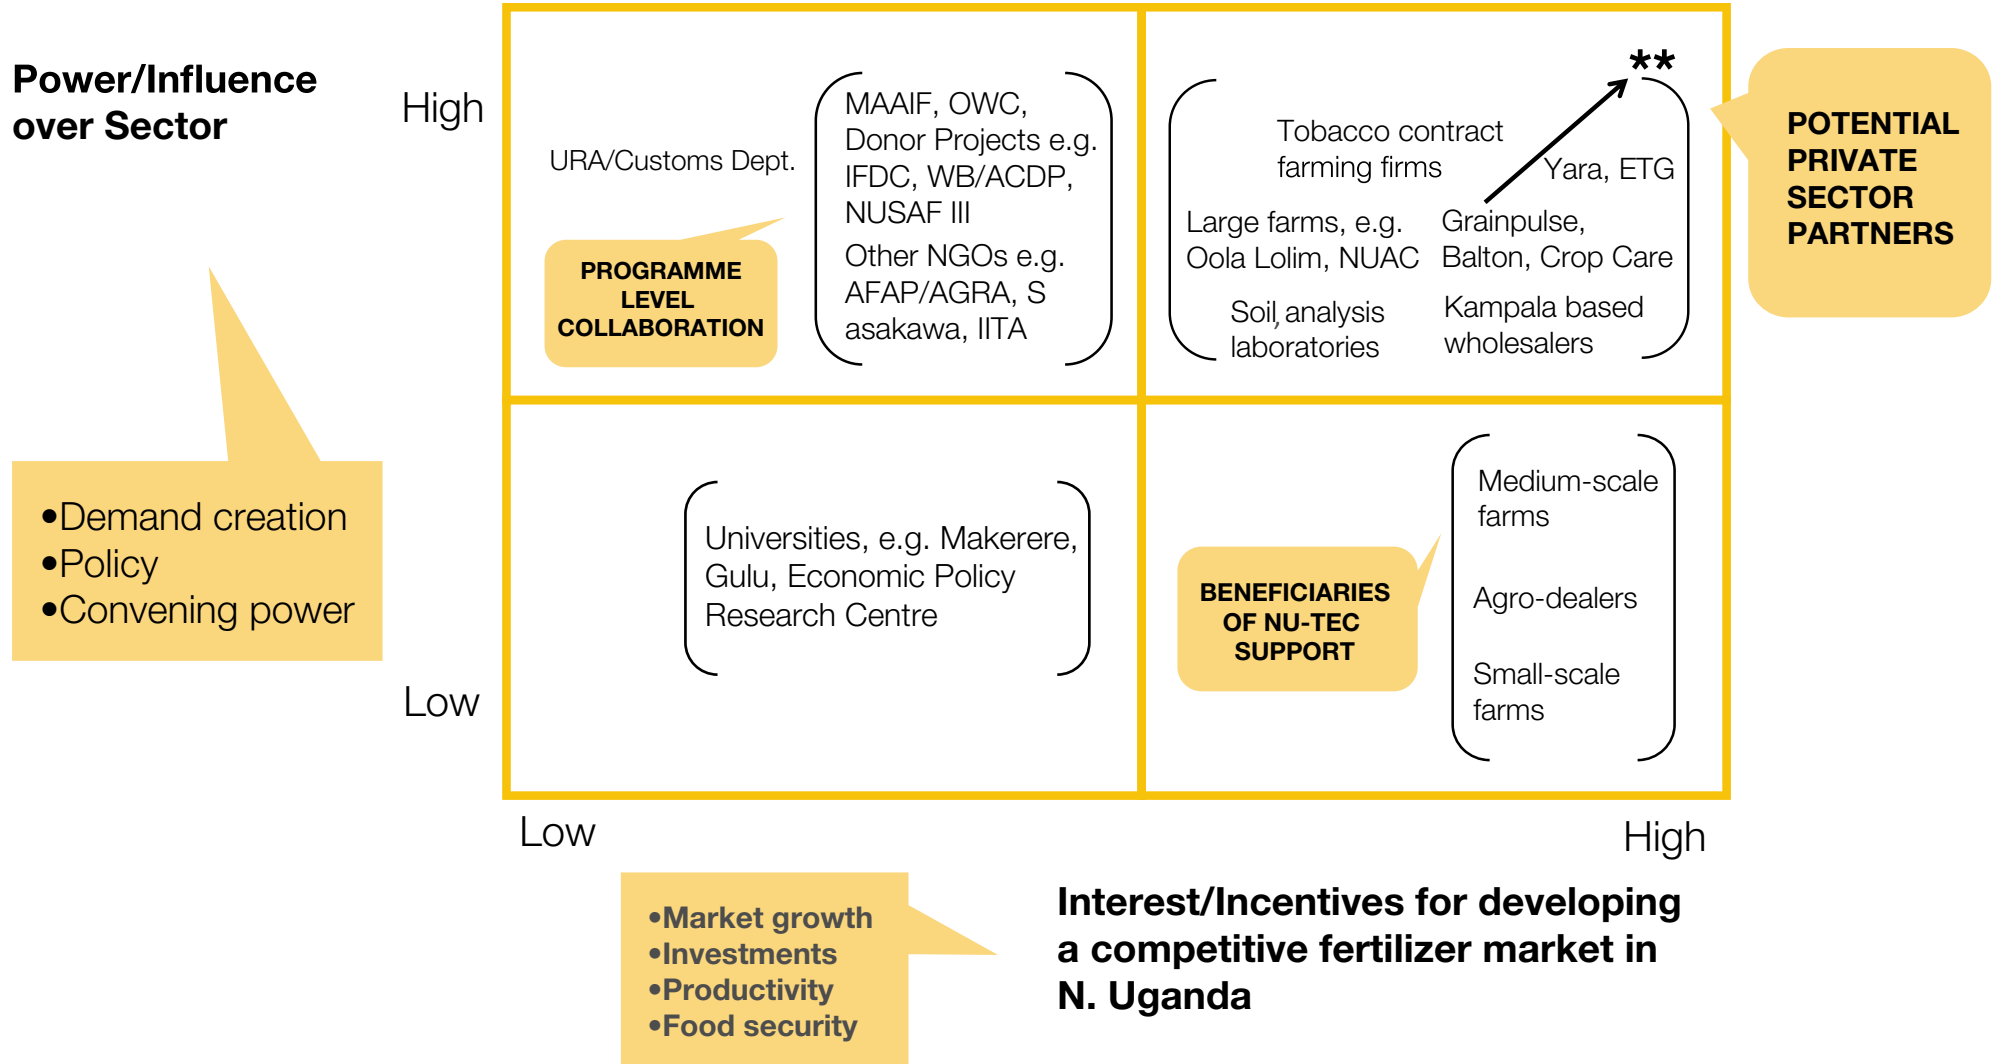 Power/Influence
over Sector
High
URA/Customs Dept.
MAAIF, OWC,
Donor Projects e.g.
IFDC, WB/ACDP,
NUSAF III
Other NGOs e.g.
AFAP/AGRA, S
asakawa, IITA
PROGRAMME
LEVEL
COLLABORATION
**
Tobacco contract
farming firms
Yara, ETG
Large farms, e.g.
Oola Lolim, NUAC
Grainpulse,
Balton, Crop Care
Soil, analysis
laboratories
Kampala based
wholesalers
POTENTIAL
PRIVATE
SECTOR
PARTNERS
•Demand creation
•Policy
•Convening power
Low
Universities, e.g. Makerere,
Gulu, Economic Policy
Research Centre
BENEFICIARIES
OF NU-TEC
SUPPORT
Medium-scale
farms
Agro-dealers
Small-scale
farms
Low
High
•Market growth
•Investments
•Productivity
•Food security
Interest/Incentives for developing
a competitive fertilizer market in
N. Uganda